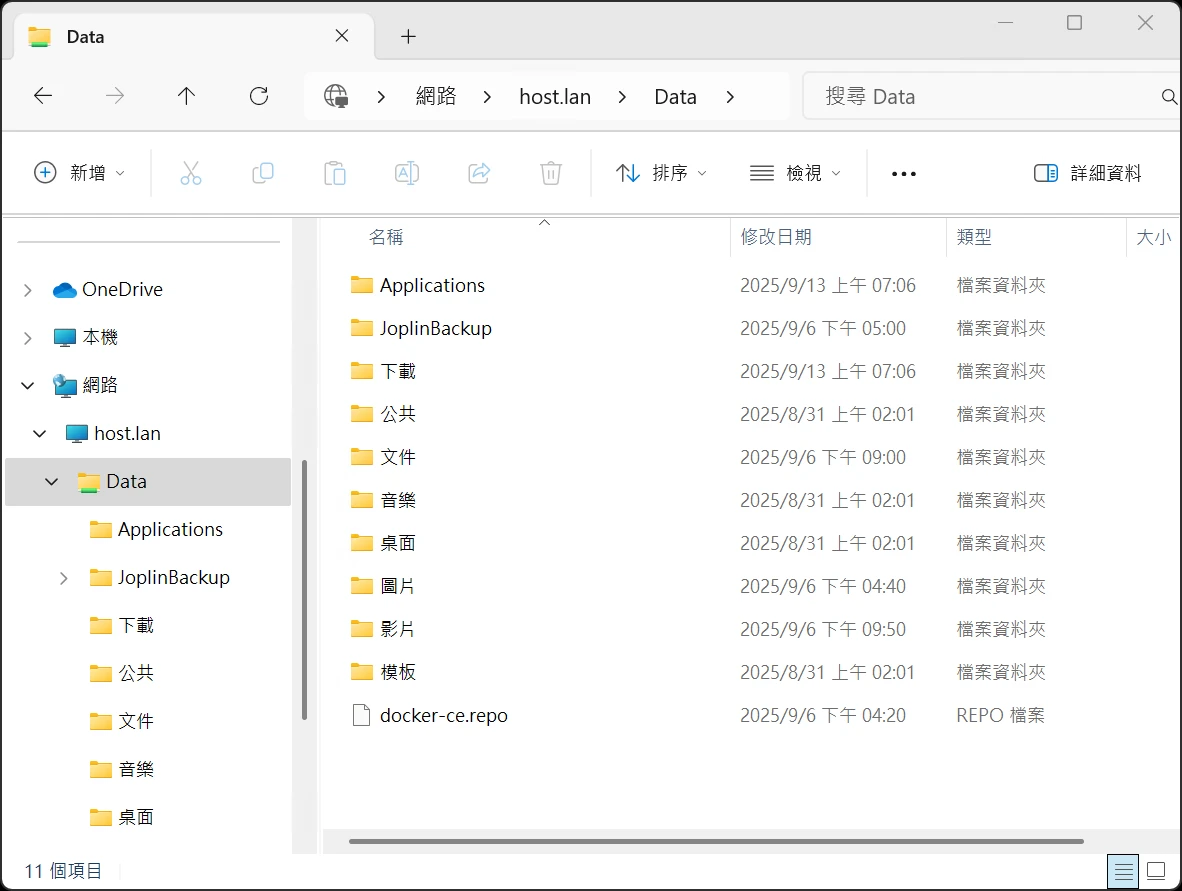 Data
網路 host.lan Data 搜尋 Data
新增 排序 檢視 詳細資料
OneDrive
本機
網路
host.lan
Data
Applications
JoplinBackup
下載
公共
文件
音樂
桌面
名稱 修改日期 類型 大小
Applications 2025/9/13 上午 07:06 檔案資料夾
JoplinBackup 2025/9/6 下午 05:00 檔案資料夾
下載 2025/9/13 上午 07:06 檔案資料夾
公共 2025/8/31 上午 02:01 檔案資料夾
文件 2025/9/6 下午 09:00 檔案資料夾
音樂 2025/8/31 上午 02:01 檔案資料夾
桌面 2025/8/31 上午 02:01 檔案資料夾
圖片 2025/9/6 下午 04:40 檔案資料夾
影片 2025/9/6 下午 09:50 檔案資料夾
模板 2025/8/31 上午 02:01 檔案資料夾
docker-ce.repo 2025/9/6 下午 04:20 REPO 檔案
11 個項目